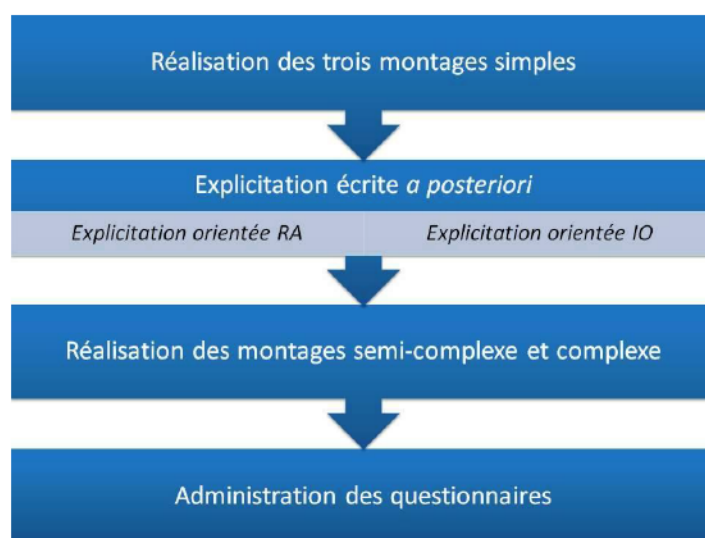 Réalisation des trois montages simples
Explicitation écrite a posteriori
Explicitation orientée RA
Explicitation orientée IO
Réalisation des montages semi-complexe et complexe
Administration des questionnaires